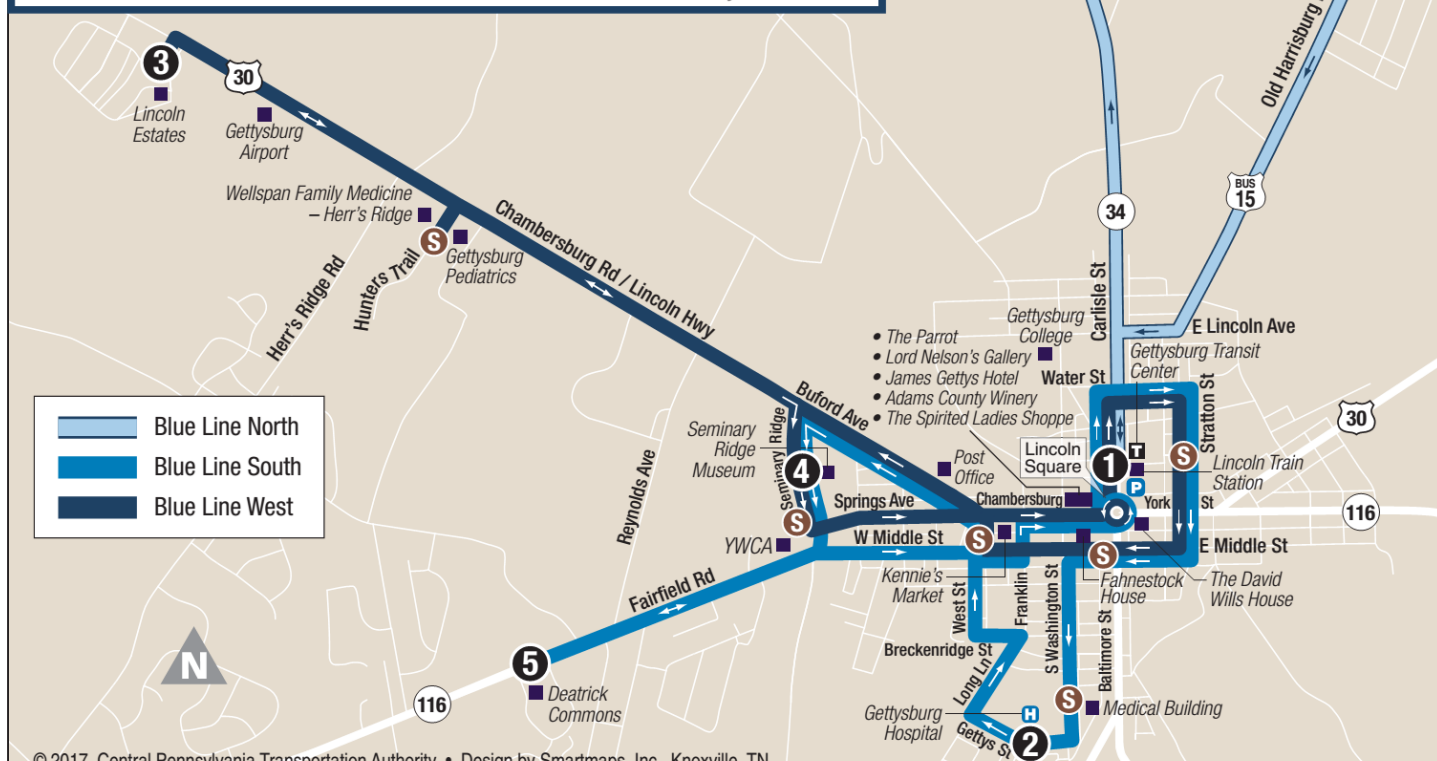 3
30
Lincoln
Estates
Gettysburg
Airport
Wellspan Family Medicine
– Herr's Ridge
S
Gettysburg
Pediatrics
Hunters Trail
Herr's Ridge Rd
Chambersburg Rd / Lincoln Hwy
Old Harrisburg
BUS
15
34
Carlisle St
E Lincoln Ave
Gettysburg
College
Gettysburg Transit
Center
• The Parrot
• Lord Nelson's Gallery
• James Gettys Hotel
• Adams County Winery
• The Spirited Ladies Shoppe
Water St
Stratton St
30
Blue Line North
Blue Line South
Blue Line West
Buford Ave
Seminary
Ridge
Museum
Seminary Ridge
4
Post
Office
Lincoln
Square
1
T
P
S
Lincoln Train
Station
Reynolds Ave
Springs Ave
Chambersburg
York St
116
S
YWCA
W Middle St
S
S
E Middle St
Kennie's
Market
Fahnestock
House
The David
Wills House
Fairfield Rd
West St
Franklin
S Washington St
Baltimore St
Breckenridge St
N
5
Deatrick
Commons
116
Long Ln
S
Medical Building
Gettysburg
Hospital
H
Gettys St
2
© 2017 Central Pennsylvania Transportation Authority • Design by Smartmaps, Inc., Knoxville, TN